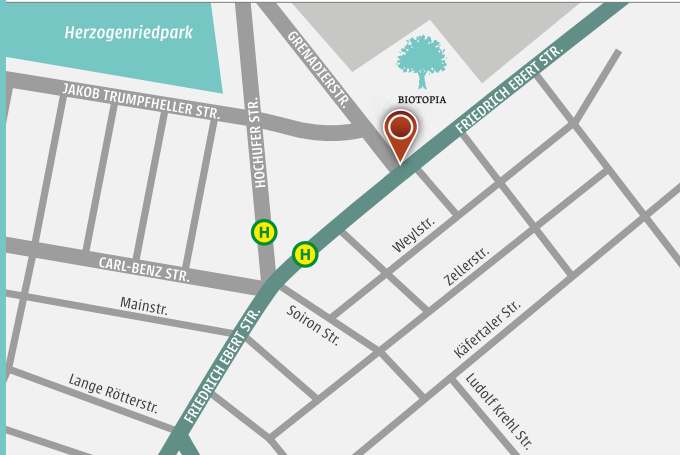 Herzogenriedpark
GRENADIERSTR.
BIOTOPIA
FRIEDRICH EBERT STR.
JAKOB TRUMPFHELLER STR.
HOCHUFER STR.
H
H
Weylstr.
CARL-BENZ STR.
Zellerstr.
Mainstr.
Soiron Str.
Käfertaler Str.
FRIEDRICH EBERT STR.
Lange Rötterstr.
Ludolf Krehl Str.